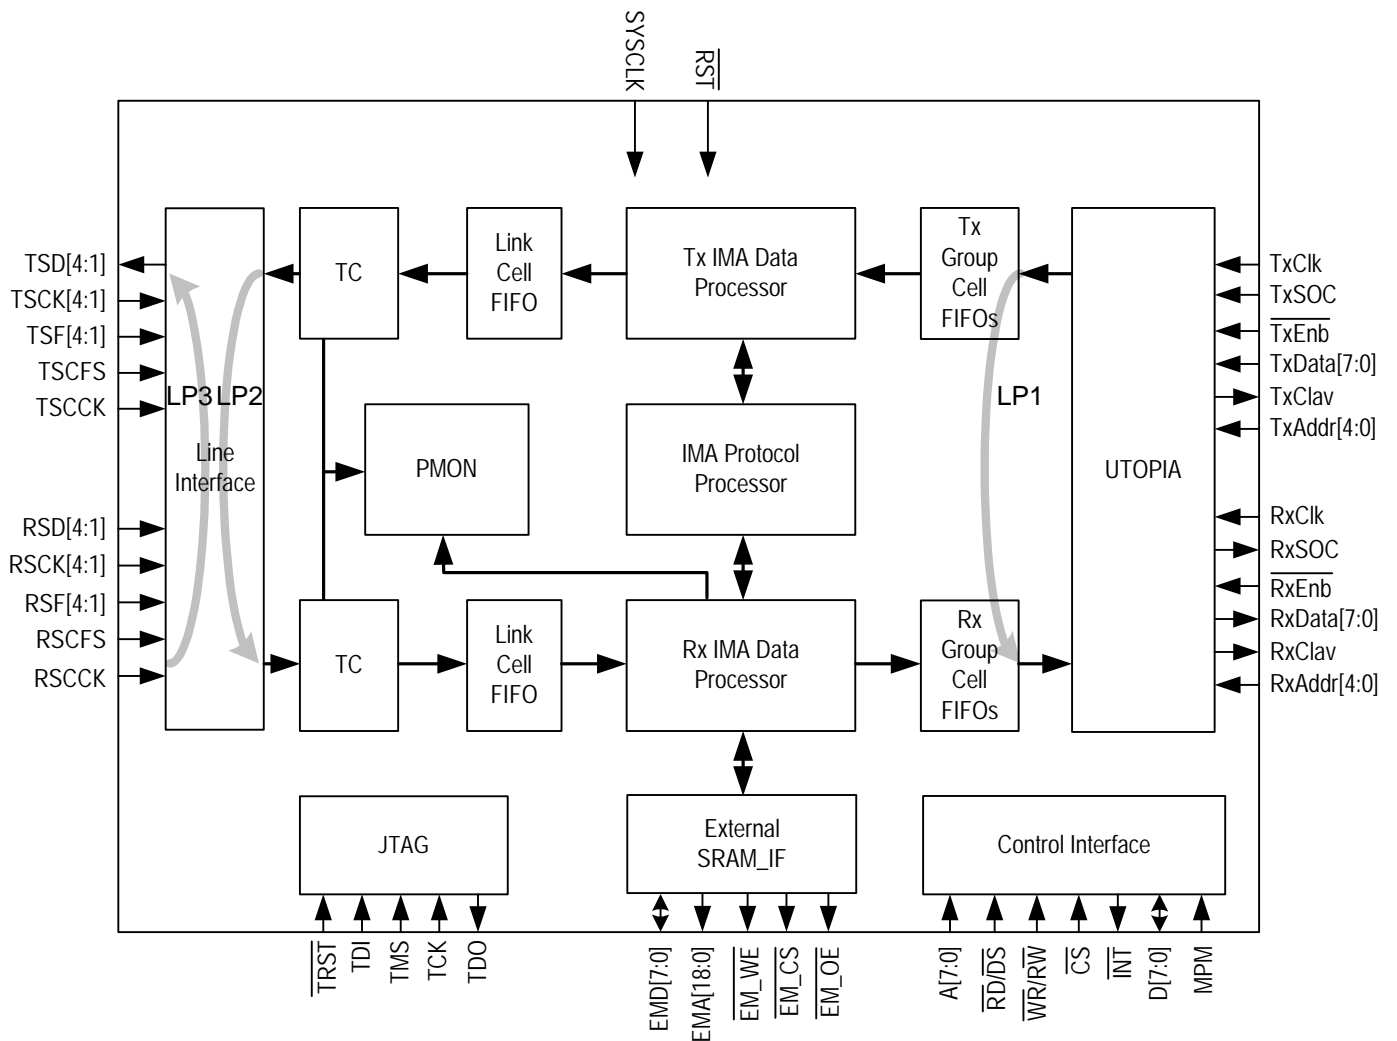 SYSCLK
RST
TSD[4:1]
TSCK[4:1]
TSF[4:1]
TSCFS
TSCCK
RSD[4:1]
RSCK[4:1]
RSF[4:1]
RSCFS
RSCCK
LP3
LP2
Line
Interface
TC
Link
Cell
FIFO
Tx IMA Data
Processor
Tx
Group
Cell
FIFOs
PMON
IMA Protocol
Processor
LP1
UTOPIA
TC
Link
Cell
FIFO
Rx IMA Data
Processor
Rx
Group
Cell
FIFOs
TxClk
TxSOC
TxEnb
TxData[7:0]
TxClav
TxAddr[4:0]
RxClk
RxSOC
RxEnb
RxData[7:0]
RxClav
RxAddr[4:0]
JTAG
External
SRAM_IF
Control Interface
TRST
TDI
TMS
TCK
TDO
EMD[7:0]
EMA[18:0]
EM_WE
EM_CS
EM_OE
A[7:0]
RD/DS
WR/RW
CS
INT
D[7:0]
MPM